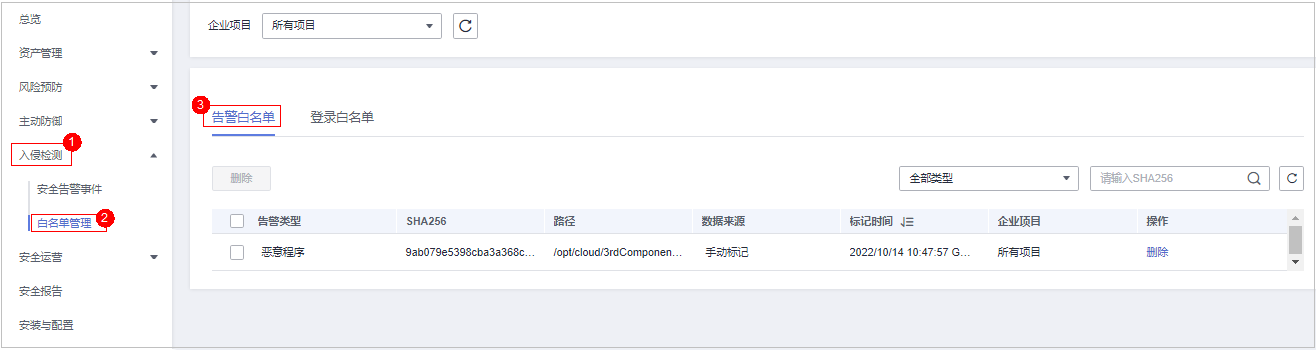 总览
资产管理
风险预防
主动防御
1
入侵检测
安全告警事件
2
白名单管理
安全运营
安全报告
安装与配置
企业项目 所有项目
3
告警白名单 登录白名单
删除 全部类型 请输入SHA256
告警类型 SHA256 路径 数据来源 标记时间 企业项目 操作
恶意程序 9ab079e5398cba3a368c... /opt/cloud/3rdComponen... 手动标记 2022/10/14 10:47:57 G... 所有项目 删除